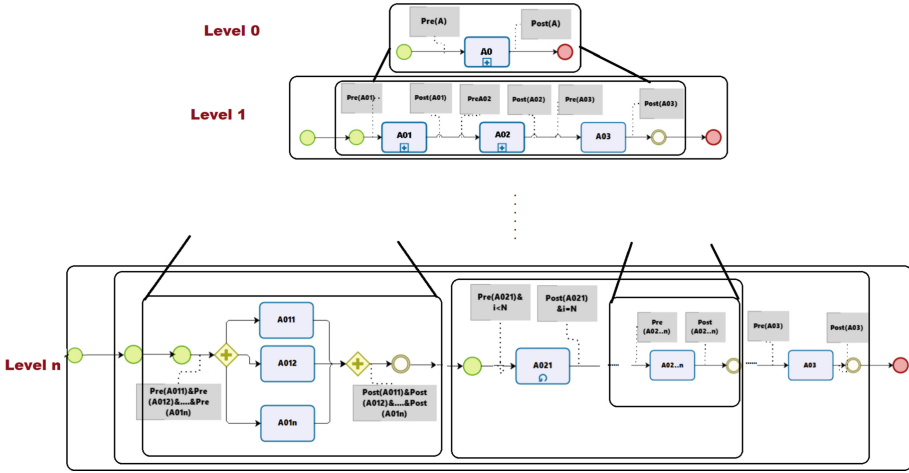 Level 0
Pre(A)
Post(A)
A0
Level 1
Pre(A01)
Post(A01)
PreA02
Post(A02)
Pre(A03)
Post(A03)
A01
A02
A03
Level n
A011
A012
A01n
Pre(A011)&Pre
(A012)&....&Pre
(A01n)
Post(A011)&Post
(A012)&....&Post
(A01n)
Pre(A021)&
i<N
Post(A021)
&i=N
A021
Pre
(A02..n)
Post
(A02..n)
A02..n
Pre(A03)
Post(A03)
A03